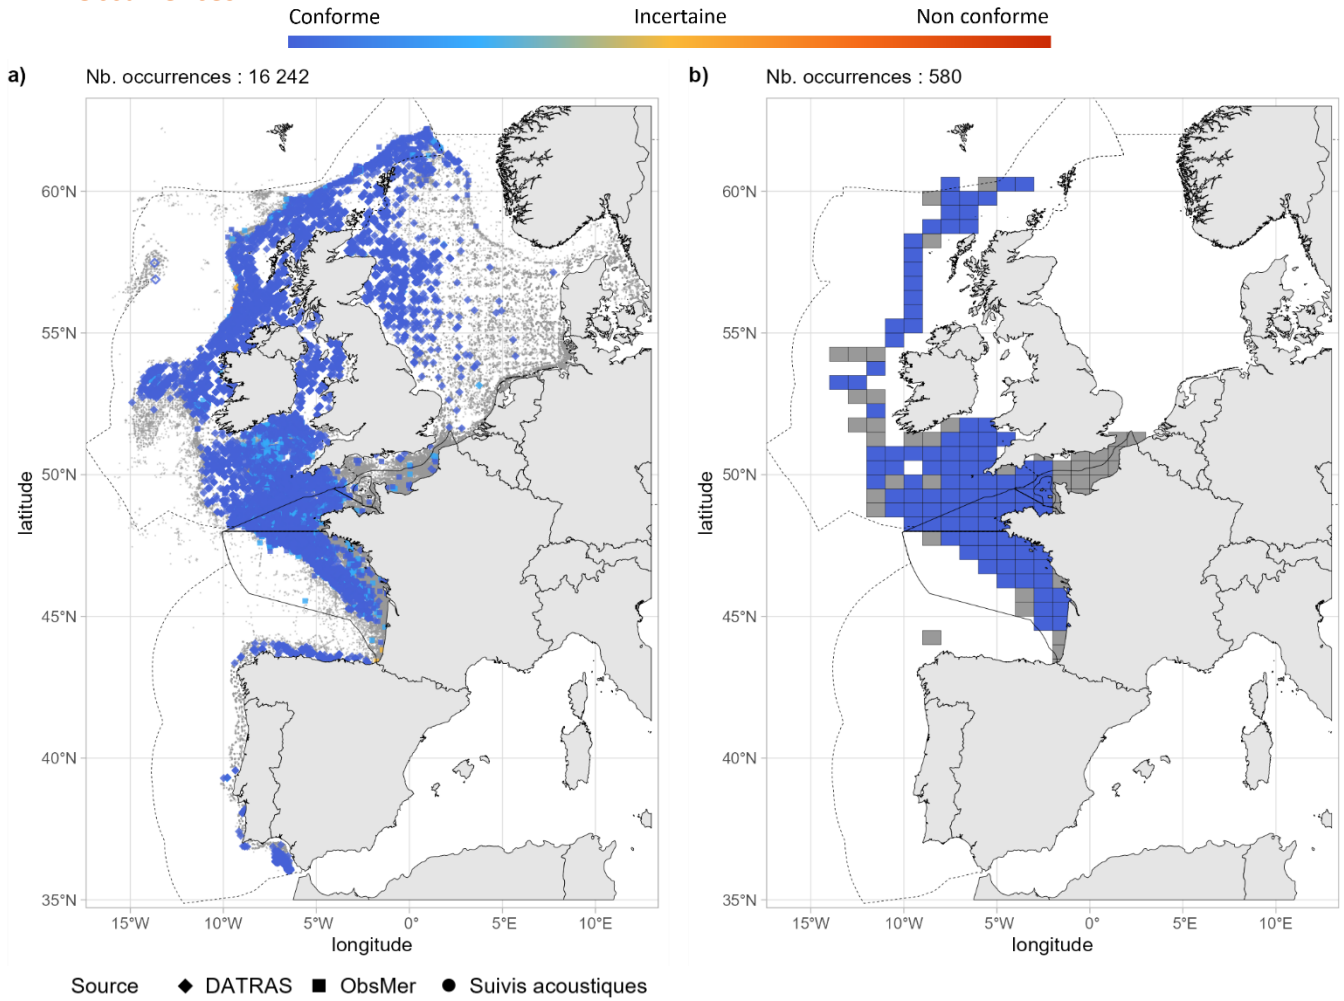 Conforme Incertaine Non conforme
a) Nb. occurrences : 16 242
b) Nb. occurrences : 580
60°N
55°N
50°N
45°N
40°N
35°N
latitude
15°W 10°W 5°W 0° 5°E 10°E
longitude
60°N
55°N
50°N
45°N
40°N
35°N
latitude
15°W 10°W 5°W 0° 5°E 10°E
longitude
Source DATRAS ObsMer Suivis acoustiques